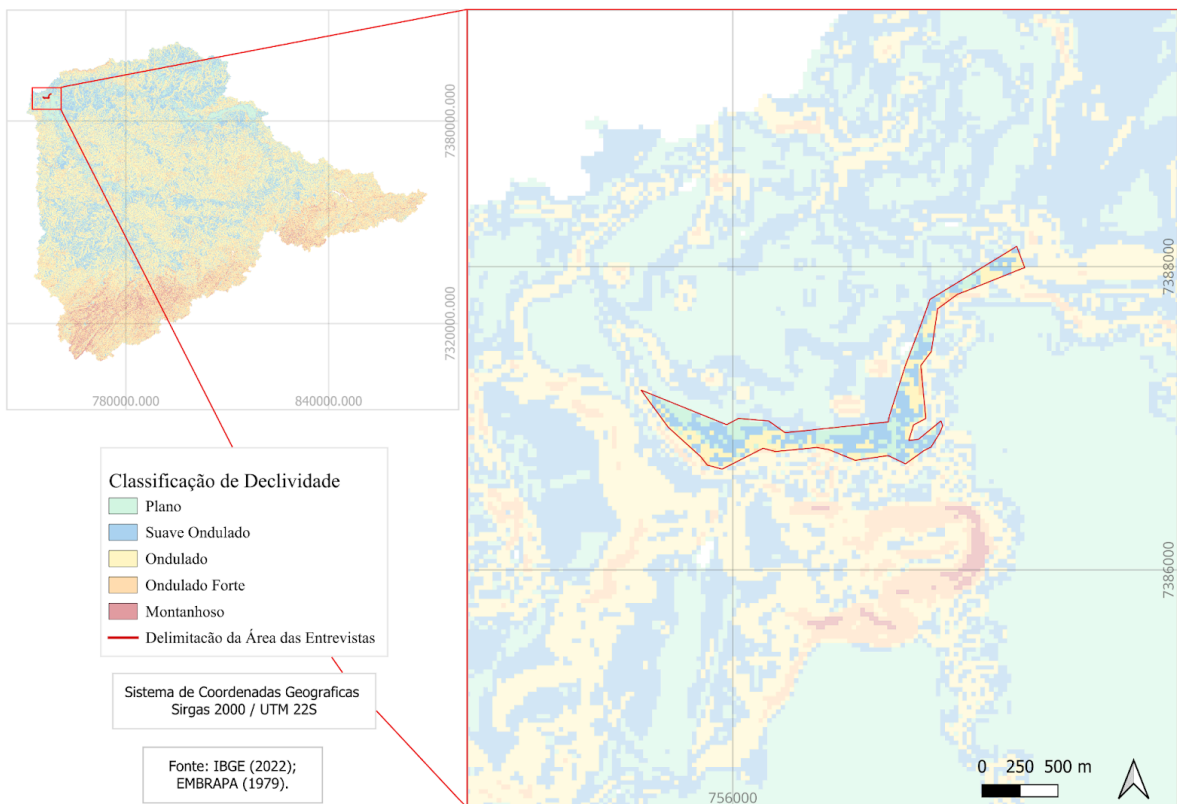 7380000.000
7320000.000
780000.000
840000.000
Classificação de Declividade
Plano
Suave Ondulado
Ondulado
Ondulado Forte
Montanhoso
Delimitação da Área das Entrevistas
Sistema de Coordenadas Geograficas
Sirgas 2000 / UTM 22S
Fonte: IBGE (2022);
EMBRAPA (1979).
7388000
7386000
756000
0 250 500 m